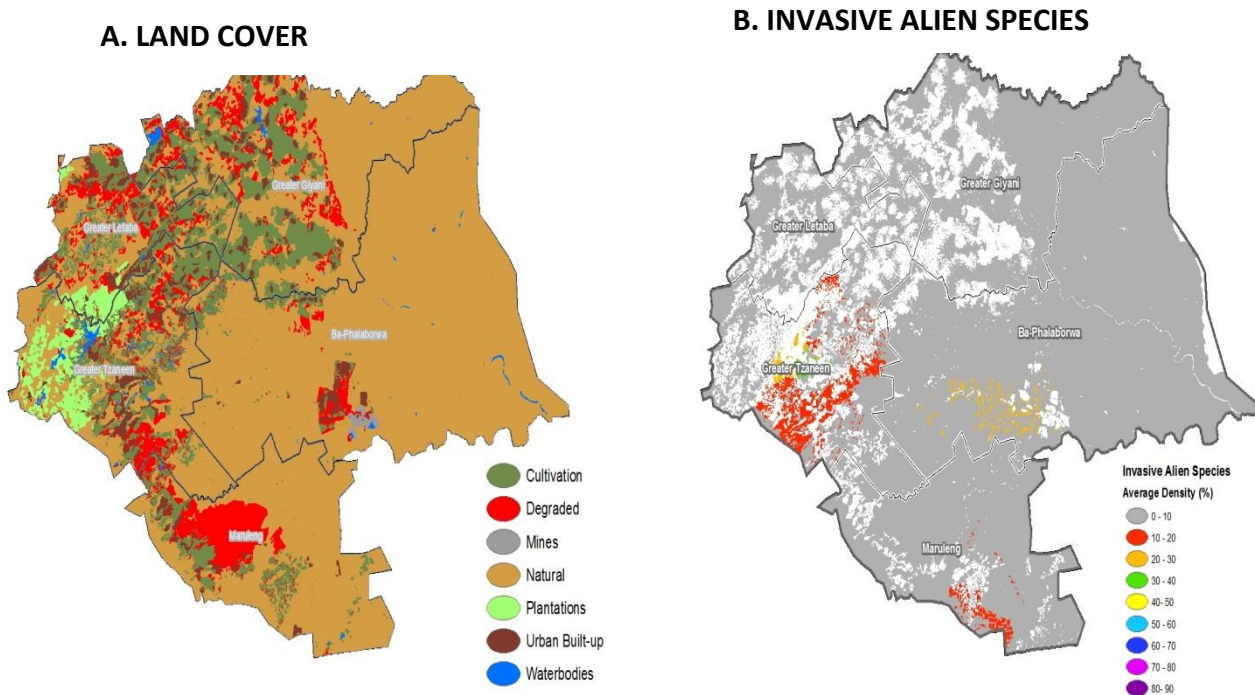 A. LAND COVER
Greater Giyani
Greater Letaba
Ba-Phalaborwa
Greater Tzaneen
Maruleng
Cultivation
Degraded
Mines
Natural
Plantations
Urban Built-up
Waterbodies
B. INVASIVE ALIEN SPECIES
Greater Giyani
Greater Letaba
Ba-Phalaborwa
Greater Tzaneen
Maruleng
Invasive Alien Species
Average Density (%)
0 - 10
10 - 20
20 - 30
30 - 40
40- 50
50 - 60
60 - 70
70 - 80
80- 90